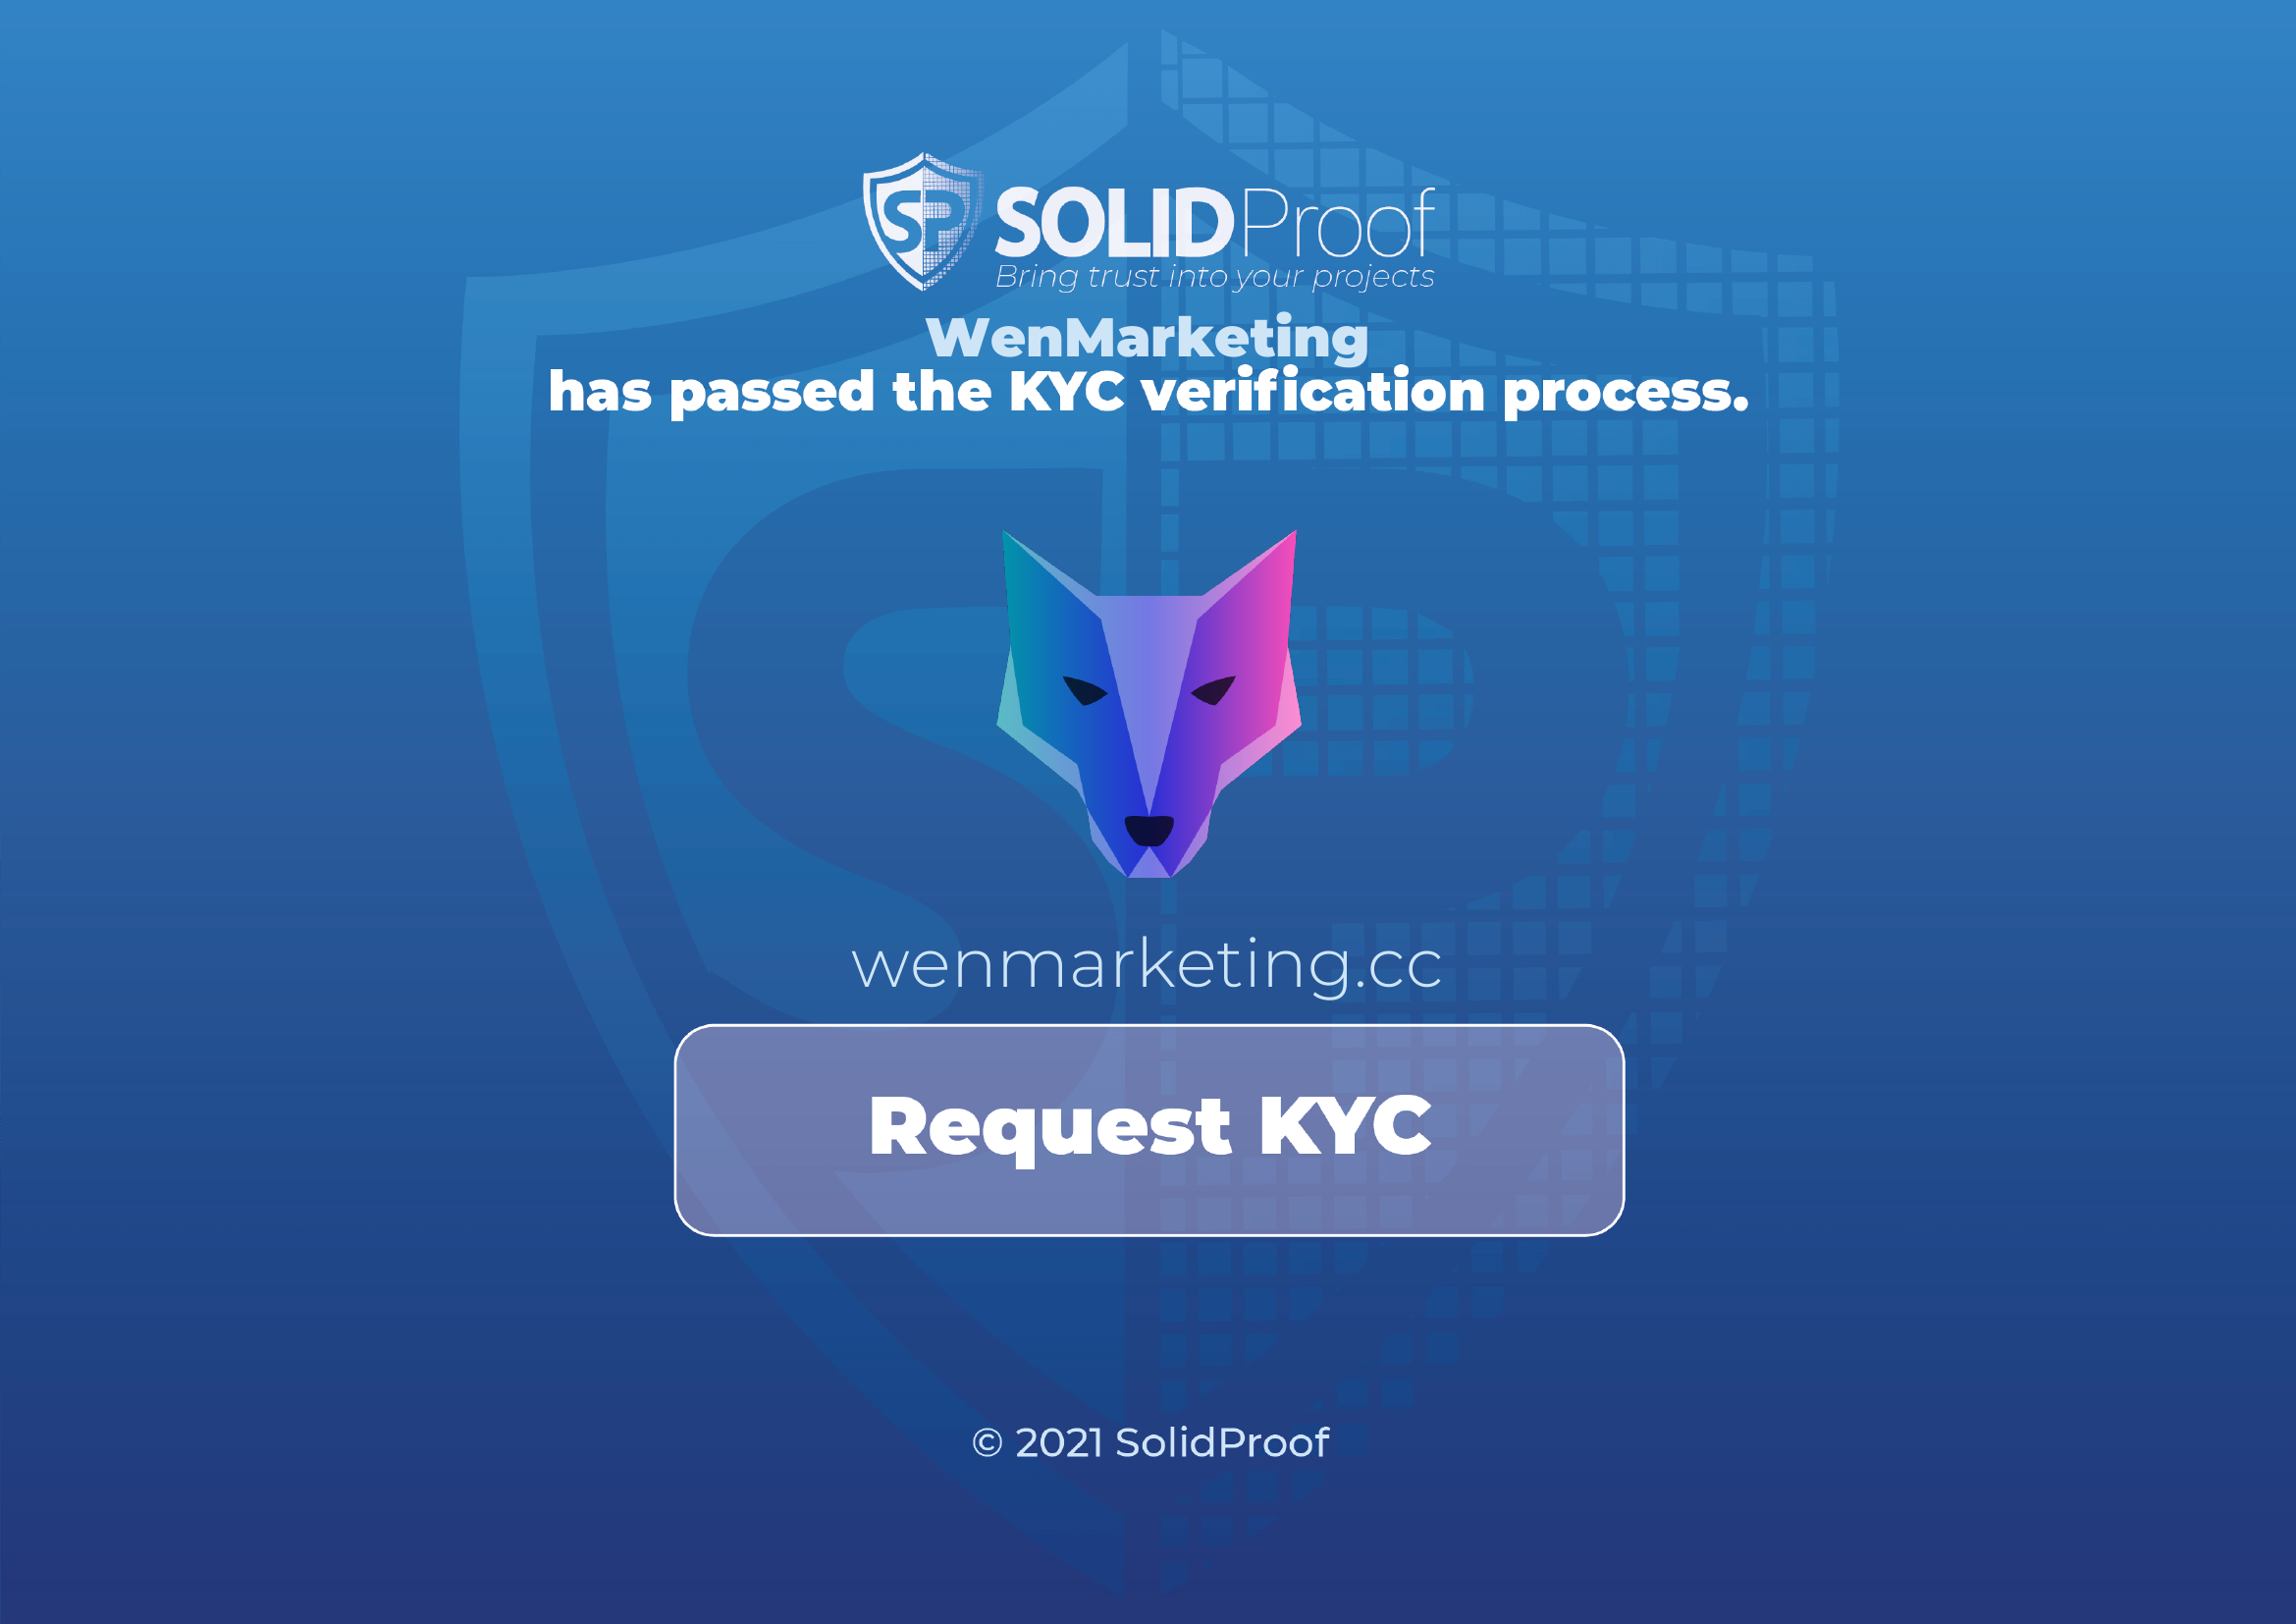 SP SOLIDProof
Bring trust into your projects
WenMarketing
has passed the KYC verification process.
wenmarketing.cc
Request KYC
© 2021 SolidProof